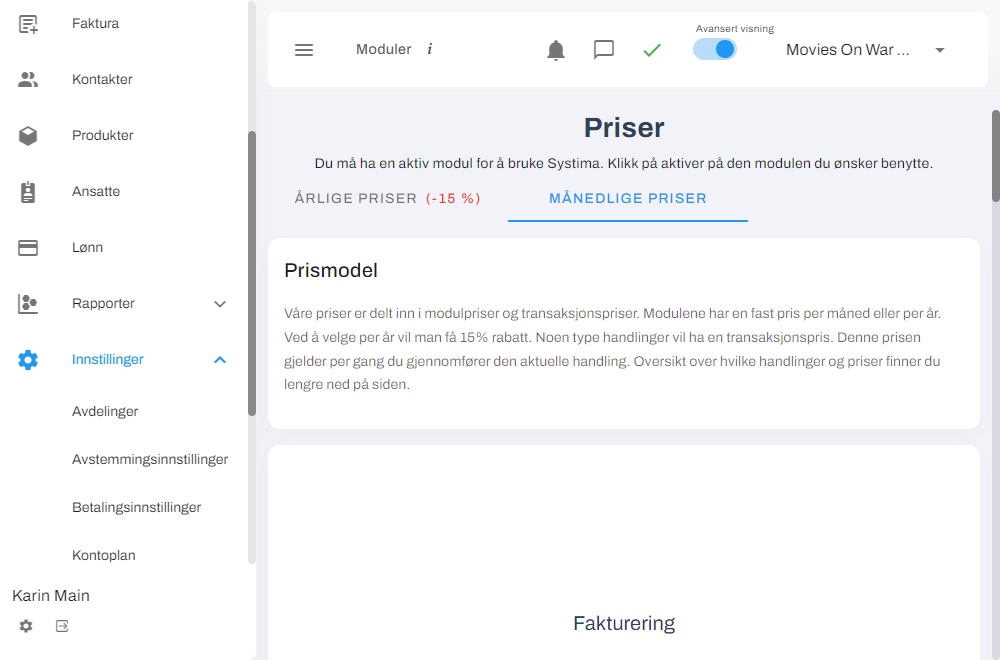 Faktura
Kontakter
Produkter
Ansatte
Lønn
Rapporter
Innstillinger
Avdelinger
Avstemmingsinnstillinger
Betalingsinnstillinger
Kontoplan
Karin Main
Moduler i
Avansert visning
Movies On War ...
Priser
Du må ha en aktiv modul for å bruke Systima. Klikk på aktiver på den modulen du ønsker benytte.
ÅRLIGE PRISER (-15 %)
MÅNEDLIGE PRISER
Prismodel
Våre priser er delt inn i modulpriser og transaksjonspriser. Modulene har en fast pris per måned eller per år.
Ved å velge per år vil man få 15% rabatt. Noen type handlinger vil ha en transaksjonspris. Denne prisen
gjelder per gang du gjennomfører den aktuelle handling. Oversikt over hvilke handlinger og priser finner du
lengre ned på siden.
Fakturering